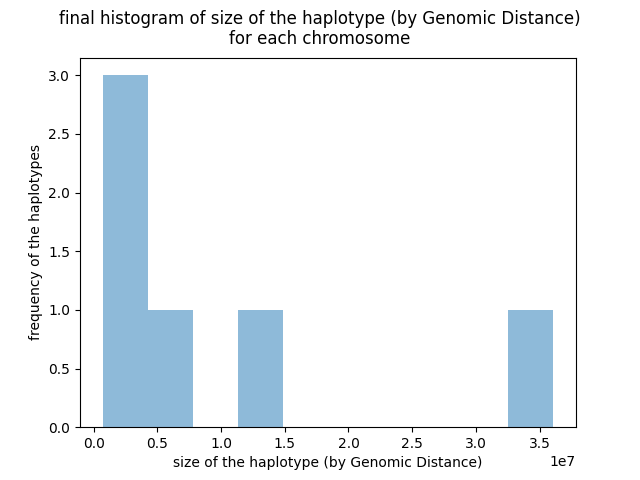 final histogram of size of the haplotype (by Genomic Distance)
for each chromosome
frequency of the haplotypes
3.0
2.5
2.0
1.5
1.0
0.5
0.0
0.0 0.5 1.0 1.5 2.0 2.5 3.0 3.5
1e7
size of the haplotype (by Genomic Distance)